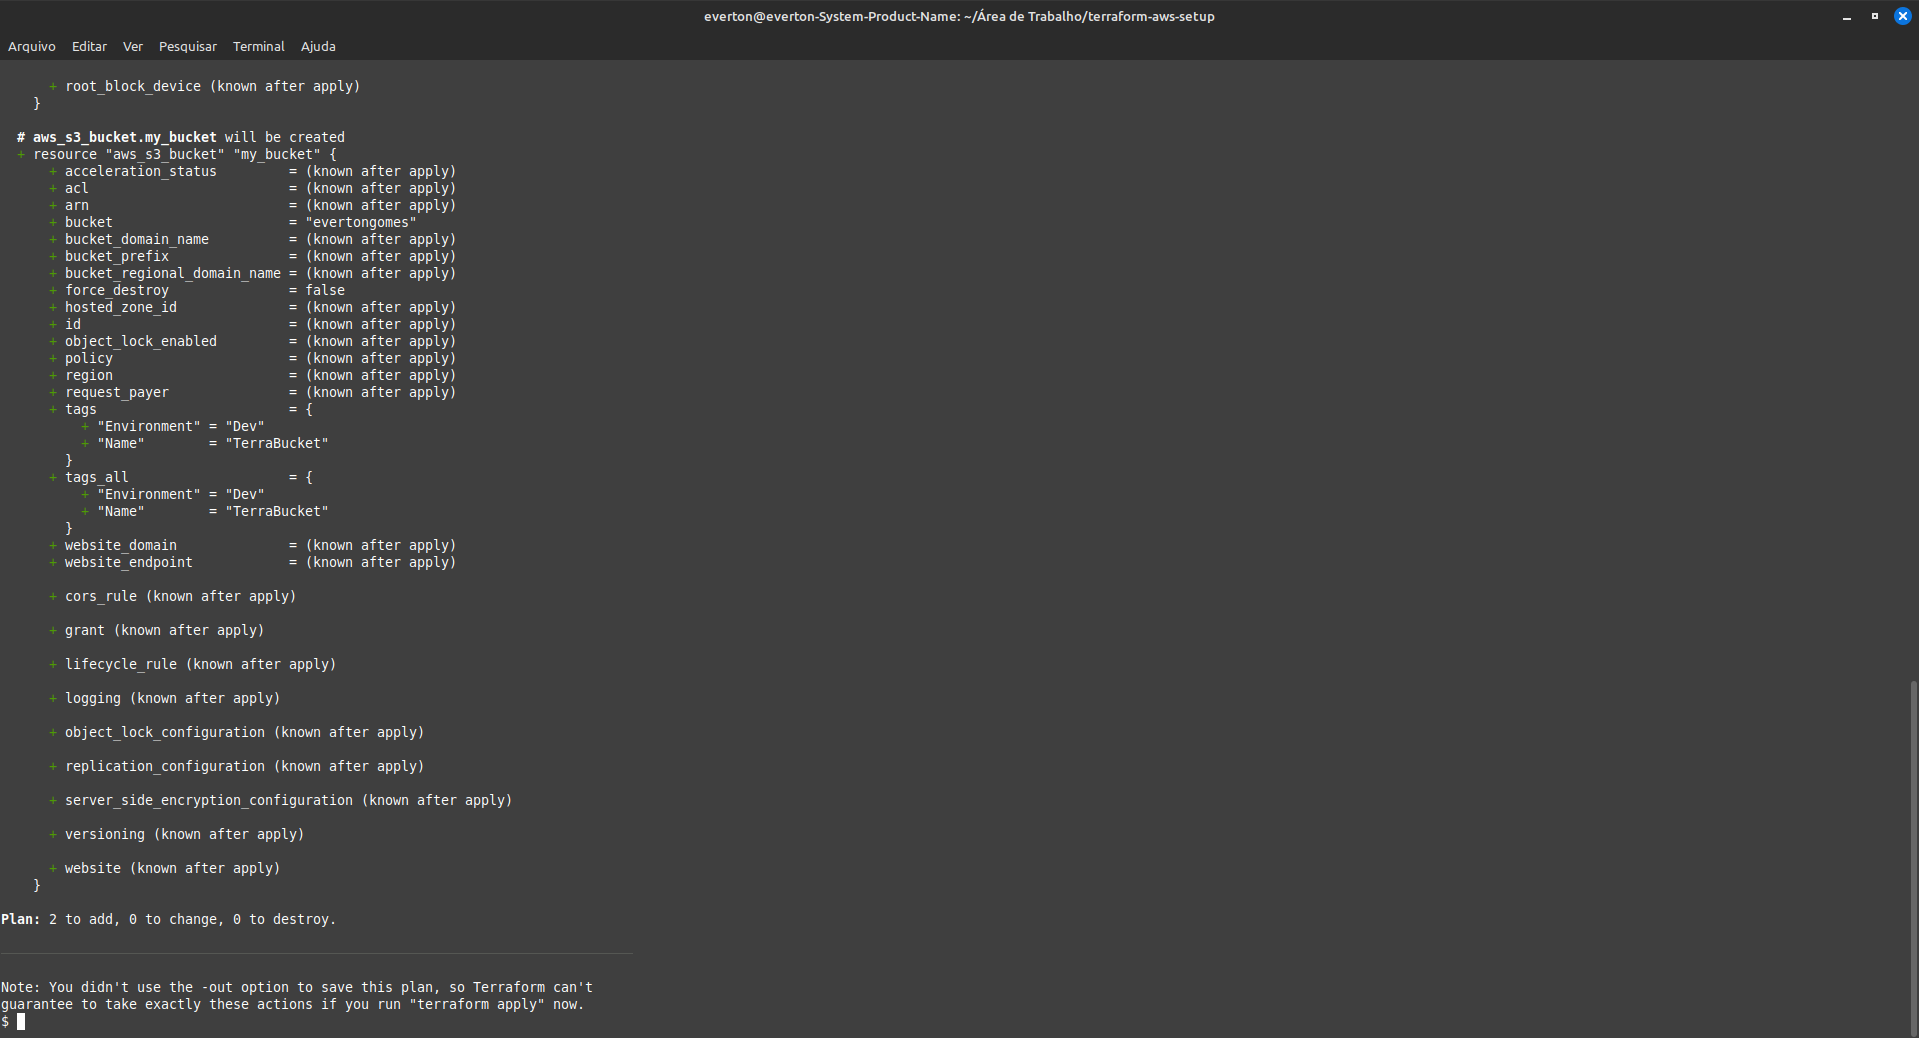 everton@everton-System-Product-Name: ~/Área de Trabalho/terraform-aws-setup
Arquivo Editar Ver Pesquisar Terminal Ajuda
      + root_block_device (known after apply)
    }
  # aws_s3_bucket.my_bucket will be created
  + resource "aws_s3_bucket" "my_bucket" {
      + acceleration_status         = (known after apply)
      + acl                         = (known after apply)
      + arn                         = (known after apply)
      + bucket                      = "evertongomes"
      + bucket_domain_name          = (known after apply)
      + bucket_prefix               = (known after apply)
      + bucket_regional_domain_name = (known after apply)
      + force_destroy               = false
      + hosted_zone_id              = (known after apply)
      + id                          = (known after apply)
      + object_lock_enabled         = (known after apply)
      + policy                      = (known after apply)
      + region                      = (known after apply)
      + request_payer               = (known after apply)
      + tags                        = {
          + "Environment" = "Dev"
          + "Name"        = "TerraBucket"
        }
      + tags_all                    = {
          + "Environment" = "Dev"
          + "Name"        = "TerraBucket"
        }
      + website_domain              = (known after apply)
      + website_endpoint            = (known after apply)
      + cors_rule (known after apply)
      + grant (known after apply)
      + lifecycle_rule (known after apply)
      + logging (known after apply)
      + object_lock_configuration (known after apply)
      + replication_configuration (known after apply)
      + server_side_encryption_configuration (known after apply)
      + versioning (known after apply)
      + website (known after apply)
    }
Plan: 2 to add, 0 to change, 0 to destroy.
Note: You didn't use the -out option to save this plan, so Terraform can't
guarantee to take exactly these actions if you run "terraform apply" now.
$